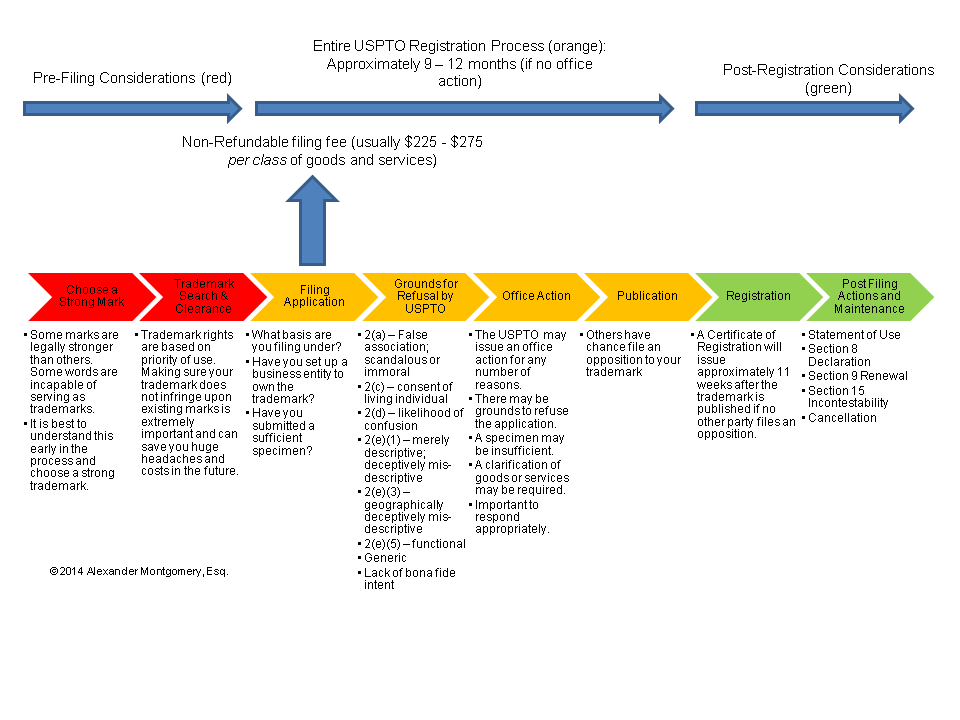 Entire USPTO Registration Process (orange):
Approximately 9 – 12 months (if no office
action)
Pre-Filing Considerations (red)
Post-Registration Considerations
(green)
Non-Refundable filing fee (usually $225 - $275
per class of goods and services)
Choose a
Strong Mark
• Some marks are
legally stronger
than others.
Some words are
incapable of
serving as
trademarks.
• It is best to
understand this
early in the
process and
choose a strong
trademark.
Trademark
Search &
Clearance
• Trademark rights
are based on
priority of use.
Making sure your
trademark does
not infringe upon
existing marks is
extremely
important and can
save you huge
headaches and
costs in the future.
Filing
Application
• What basis are
you filing under?
• Have you set up a
business entity to
own the
trademark?
• Have you
submitted a
sufficient
specimen?
Grounds for
Refusal by
USPTO
• 2(a) – False
association;
scandalous or
immoral
• 2(c) – consent of
living individual
• 2(d) – likelihood of
confusion
• 2(e)(1) – merely
descriptive;
deceptively mis-
descriptive
• 2(e)(3) –
geographically
deceptively mis-
descriptive
• 2(e)(5) – functional
• Generic
• Lack of bona fide
intent
Office Action
• The USPTO may
issue an office
action for any
number of
reasons.
• There may be
grounds to refuse
the application.
• A specimen may
be insufficient.
• A clarification of
goods or services
may be required.
• Important to
respond
appropriately.
Publication
• Others have
chance file an
opposition to your
trademark
Registration
• A Certificate of
Registration will
issue
approximately 11
weeks after the
trademark is
published if no
other party files an
opposition.
Post Filing
Actions and
Maintenance
• Statement of Use
• Section 8
Declaration
• Section 9 Renewal
• Section 15
Incontestability
• Cancellation
©2014 Alexander Montgomery, Esq.